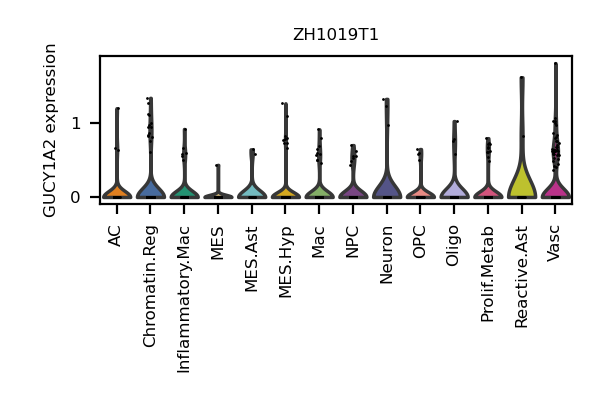 ZH1019T1
GUCY1A2 expression
1
0
AC
Chromatin.Reg
Inflammatory.Mac
MES
MES.Ast
MES.Hyp
Mac
NPC
Neuron
OPC
Oligo
Prolif.Metab
Reactive.Ast
Vasc